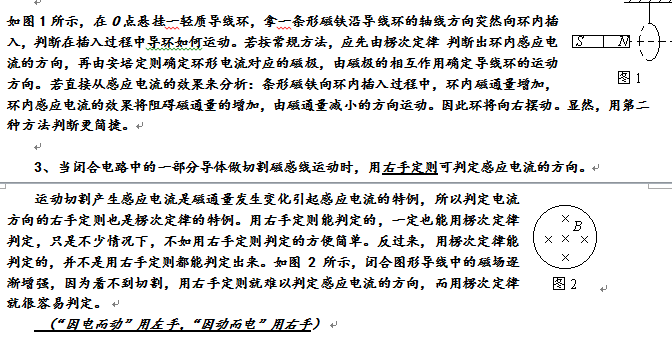 如图1所示，在O点悬挂一轻质导线环，拿一条形磁铁沿导线环的轴线方向突然向环内插
入，判断在插入过程中导环如何运动。若按常规方法，应先由楞次定律 判断出环内感应电
流的方向，再由安培定则确定环形电流对应的磁极，由磁极的相互作用确定导线环的运动
方向。若直接从感应电流的效果来分析：条形磁铁向环内插入过程中，环内磁通量增加，
环内感应电流的效果将阻碍磁通量的增加，由磁通量减小的方向运动。因此环将向右摆动。显然，用第二
种方法判断更简捷。
S N
图1
3、当闭合电路中的一部分导体做切割磁感线运动时，用右手定则可判定感应电流的方向。
运动切割产生感应电流是磁通量发生变化引起感应电流的特例，所以判定电流
方向的右手定则也是楞次定律的特例。用右手定则能判定的，一定也能用楞次定律
判定，只是不少情况下，不如用右手定则判定的方便简单。反过来，用楞次定律能
判定的，并不是用右手定则都能判定出来。如图2所示，闭合图形导线中的磁场逐
渐增强，因为看不到切割，用右手定则就难以判定感应电流的方向，而用楞次定律
就很容易判定。
B
图2
（“因电而动”用左手，“因动而电”用右手）